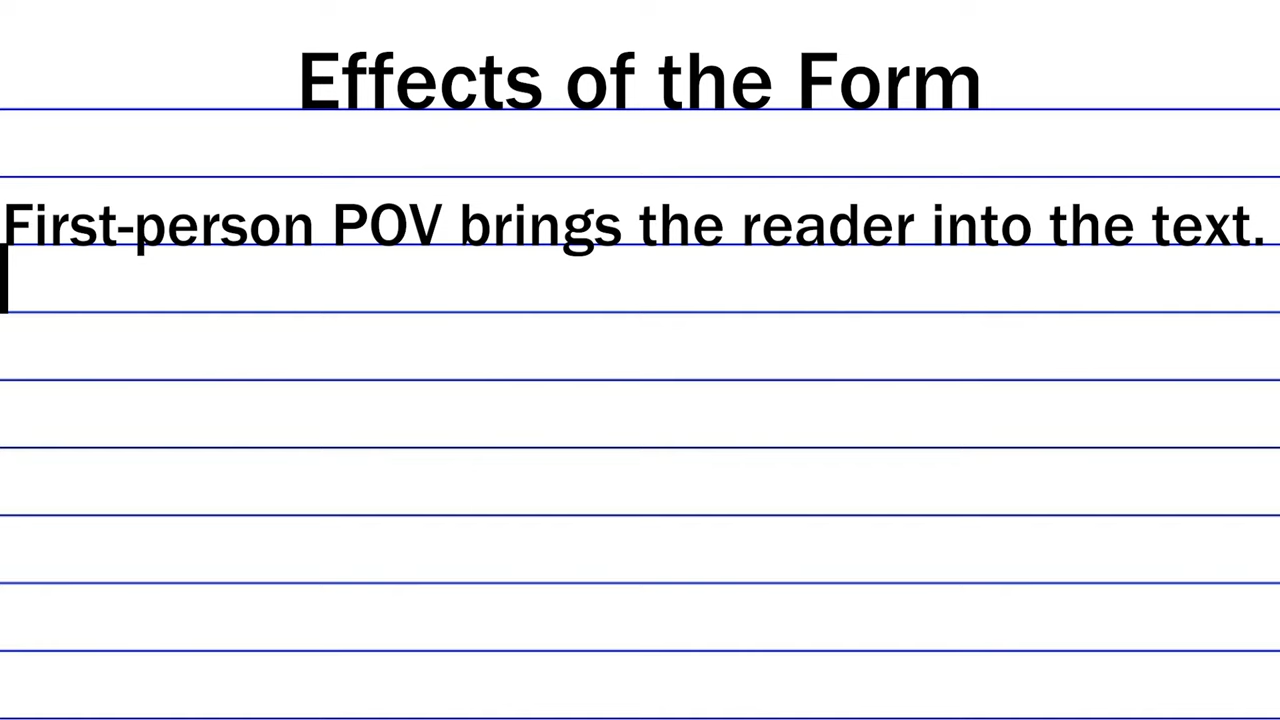 Effects of the Form
First-person POV brings the reader into the text.